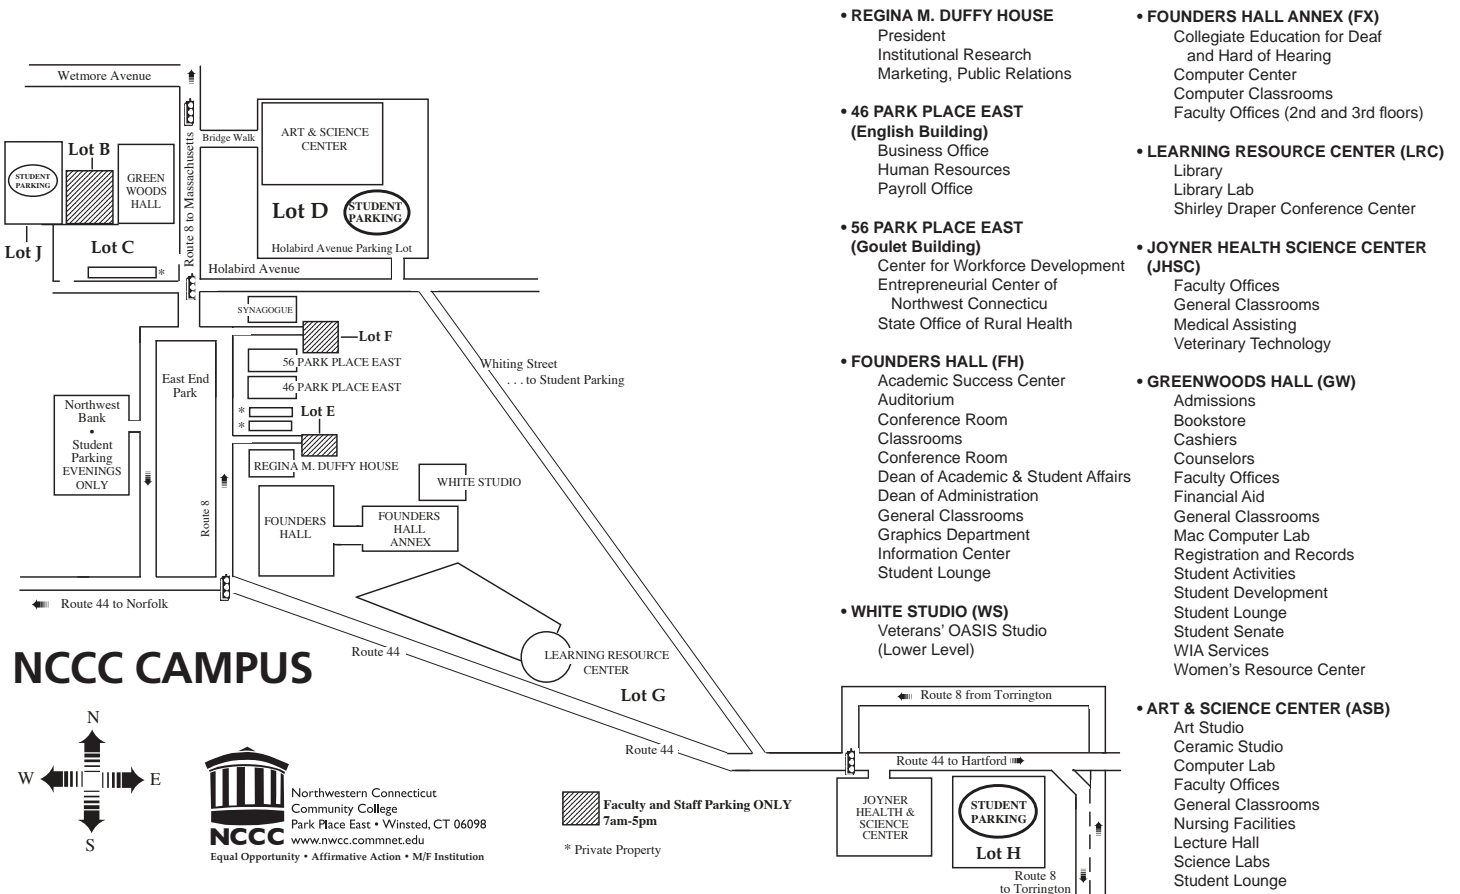 Wetmore Avenue
Bridge Walk
ART & SCIENCE
CENTER
Route 8 to Massachusetts
Lot B
STUDENT
PARKING
GREEN
WOODS
HALL
Lot D
STUDENT
PARKING
Lot J
Lot C
*
Holabird Avenue Parking Lot
Holabird Avenue
SYNAGOGUE
Lot F
56 PARK PLACE EAST
46 PARK PLACE EAST
Whiting Street
. . . to Student Parking
East End
Park
Northwest
Bank
•
Student
Parking
EVENINGS
ONLY
*
*
Lot E
REGINA M. DUFFY HOUSE
WHITE STUDIO
Route 8
FOUNDERS
HALL
FOUNDERS
HALL
ANNEX
Route 44 to Norfolk
Route 44
LEARNING RESOURCE
CENTER
Lot G
Route 44
Route 8 from Torrington
Route 44 to Hartford
JOYNER
HEALTH &
SCIENCE
CENTER
STUDENT
PARKING
Lot H
Route 8
to Torrington
NCCC CAMPUS
N
W
E
S
NCCC
Northwestern Connecticut
Community College
Park Place East • Winsted, CT 06098
www.nwcc.commnet.edu
Equal Opportunity • Affirmative Action • M/F Institution
Faculty and Staff Parking ONLY
7am-5pm
* Private Property
• REGINA M. DUFFY HOUSE
President
Institutional Research
Marketing, Public Relations
• 46 PARK PLACE EAST
(English Building)
Business Office
Human Resources
Payroll Office
• 56 PARK PLACE EAST
(Goulet Building)
Center for Workforce Development
Entrepreneurial Center of
Northwest Connecticu
State Office of Rural Health
• FOUNDERS HALL (FH)
Academic Success Center
Auditorium
Conference Room
Classrooms
Conference Room
Dean of Academic & Student Affairs
Dean of Administration
General Classrooms
Graphics Department
Information Center
Student Lounge
• WHITE STUDIO (WS)
Veterans’ OASIS Studio
(Lower Level)
• FOUNDERS HALL ANNEX (FX)
Collegiate Education for Deaf
and Hard of Hearing
Computer Center
Computer Classrooms
Faculty Offices (2nd and 3rd floors)
• LEARNING RESOURCE CENTER (LRC)
Library
Library Lab
Shirley Draper Conference Center
• JOYNER HEALTH SCIENCE CENTER
(JHSC)
Faculty Offices
General Classrooms
Medical Assisting
Veterinary Technology
• GREENWOODS HALL (GW)
Admissions
Bookstore
Cashiers
Counselors
Faculty Offices
Financial Aid
General Classrooms
Mac Computer Lab
Registration and Records
Student Activities
Student Development
Student Lounge
Student Senate
WIA Services
Women’s Resource Center
• ART & SCIENCE CENTER (ASB)
Art Studio
Ceramic Studio
Computer Lab
Faculty Offices
General Classrooms
Nursing Facilities
Lecture Hall
Science Labs
Student Lounge